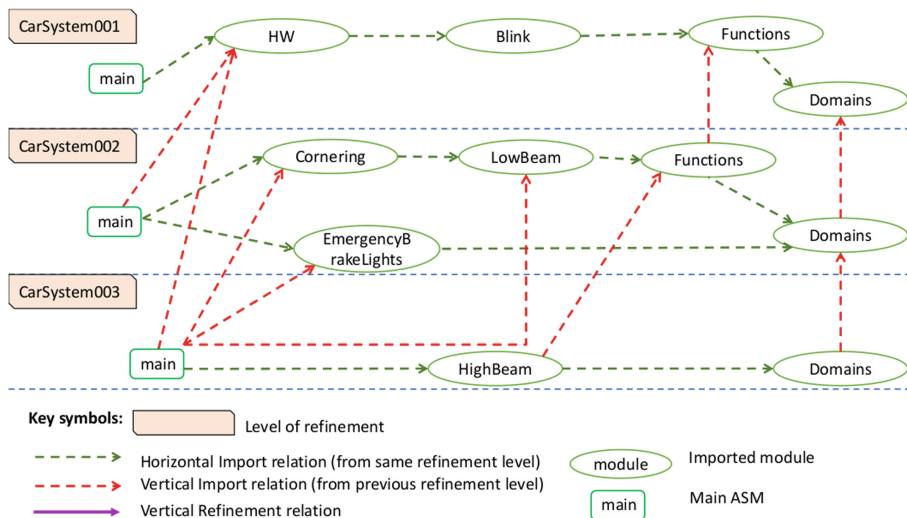 CarSystem001
HW
Blink
Functions
main
Domains
CarSystem002
Cornering
LowBeam
Functions
main
EmergencyB
rakeLights
Domains
CarSystem003
main
HighBeam
Domains
Key symbols:
Level of refinement
Horizontal Import relation (from same refinement level)
Vertical Import relation (from previous refinement level)
Vertical Refinement relation
module
Imported module
main
Main ASM